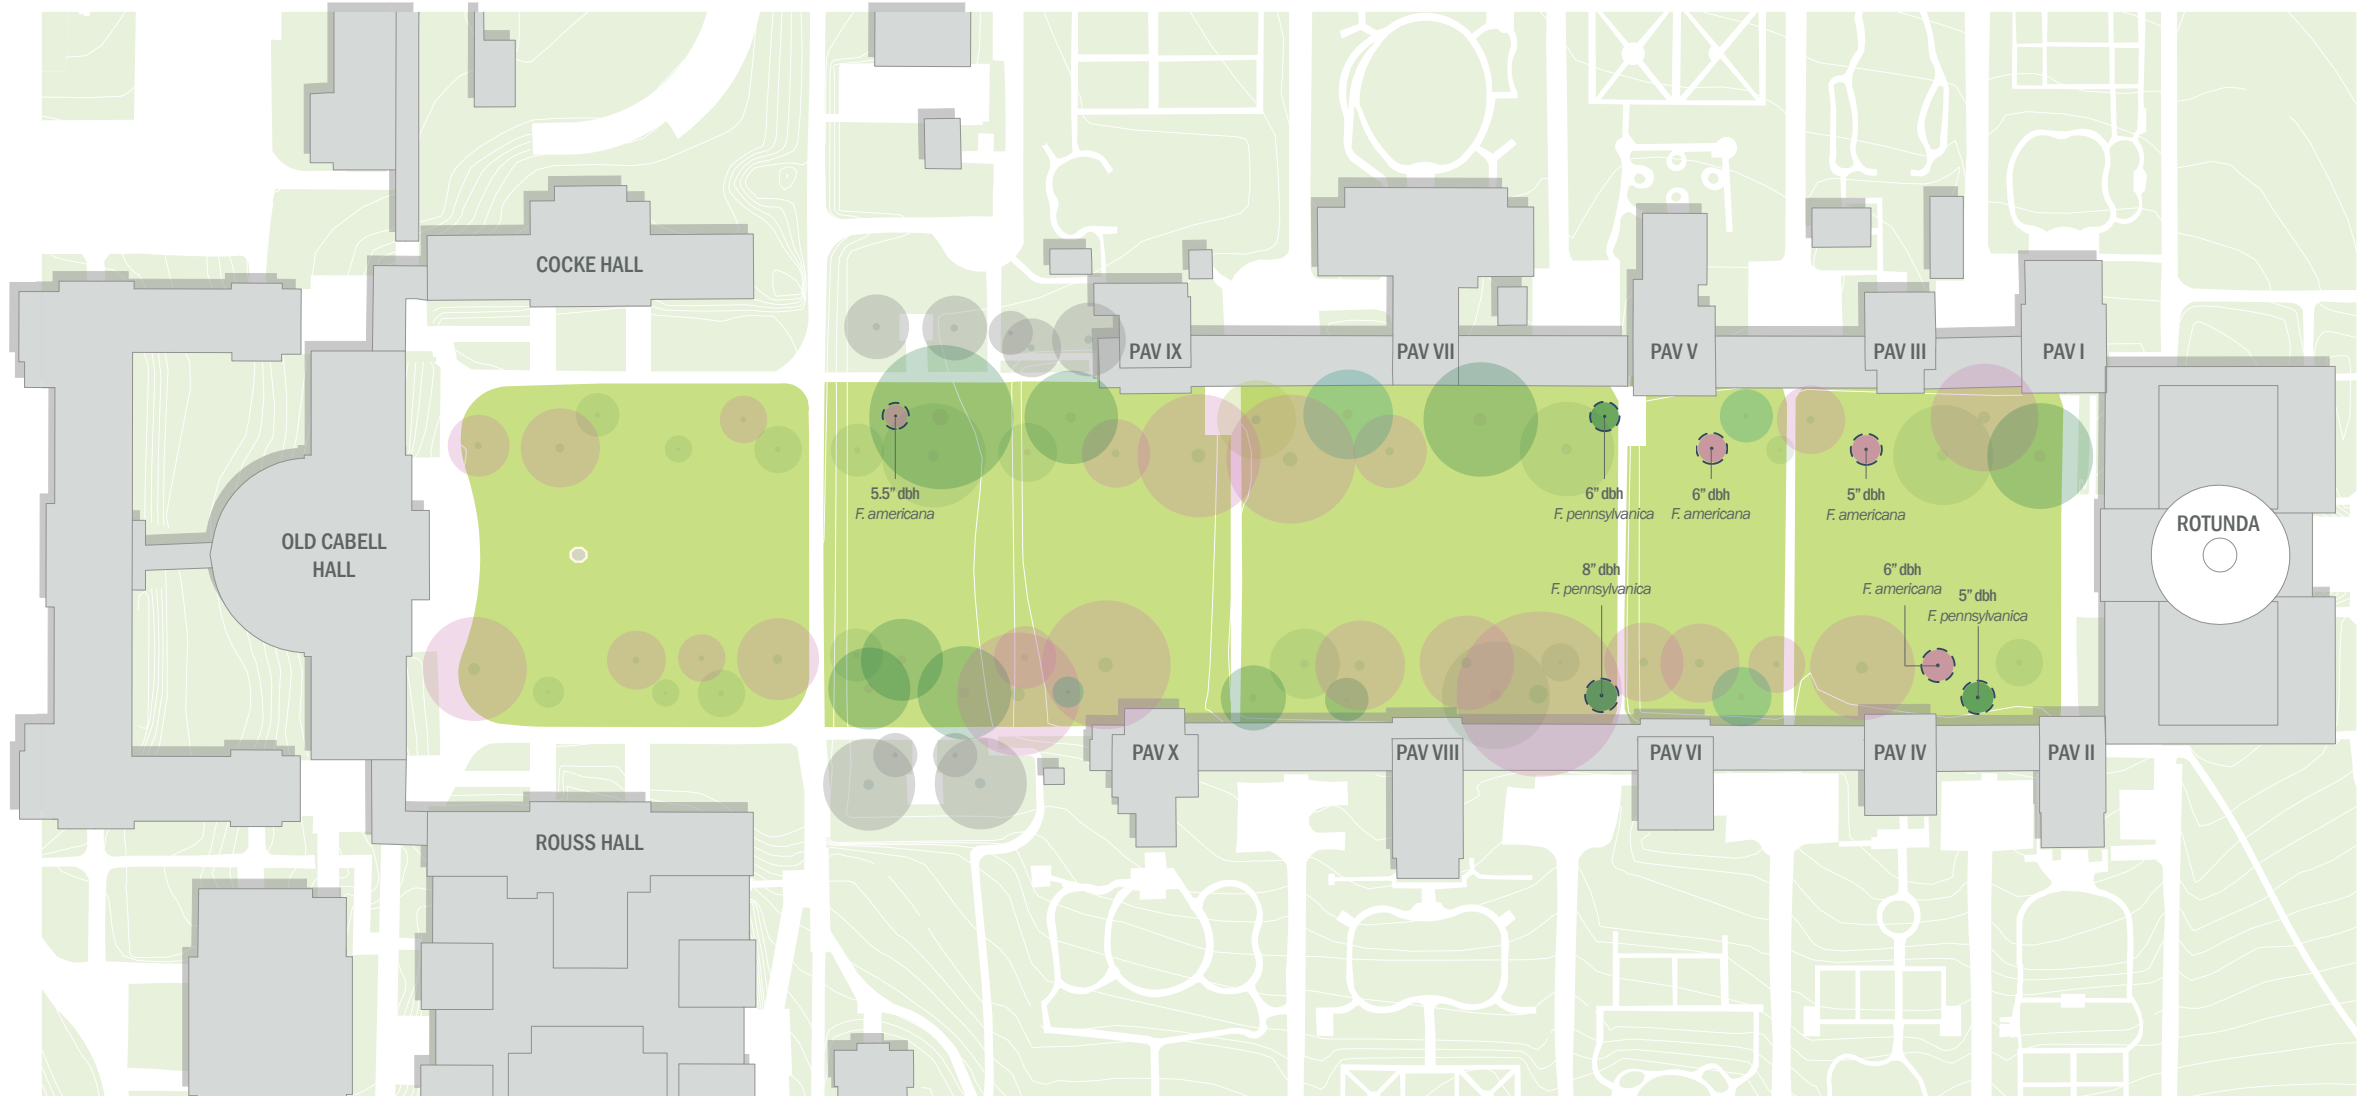 COCKE HALL
PAV IX
PAV VII
PAV V
PAV III
PAV I
5.5” dbh
F. americana
6” dbh
F. pennsylvanica
6” dbh
F. americana
5” dbh
F. americana
OLD CABELL
HALL
ROTUNDA
8” dbh
F. pennsylvanica
6” dbh
F. americana
5” dbh
F. pennsylvanica
PAV X
PAV VIII
PAV VI
PAV IV
PAV II
ROUSS HALL